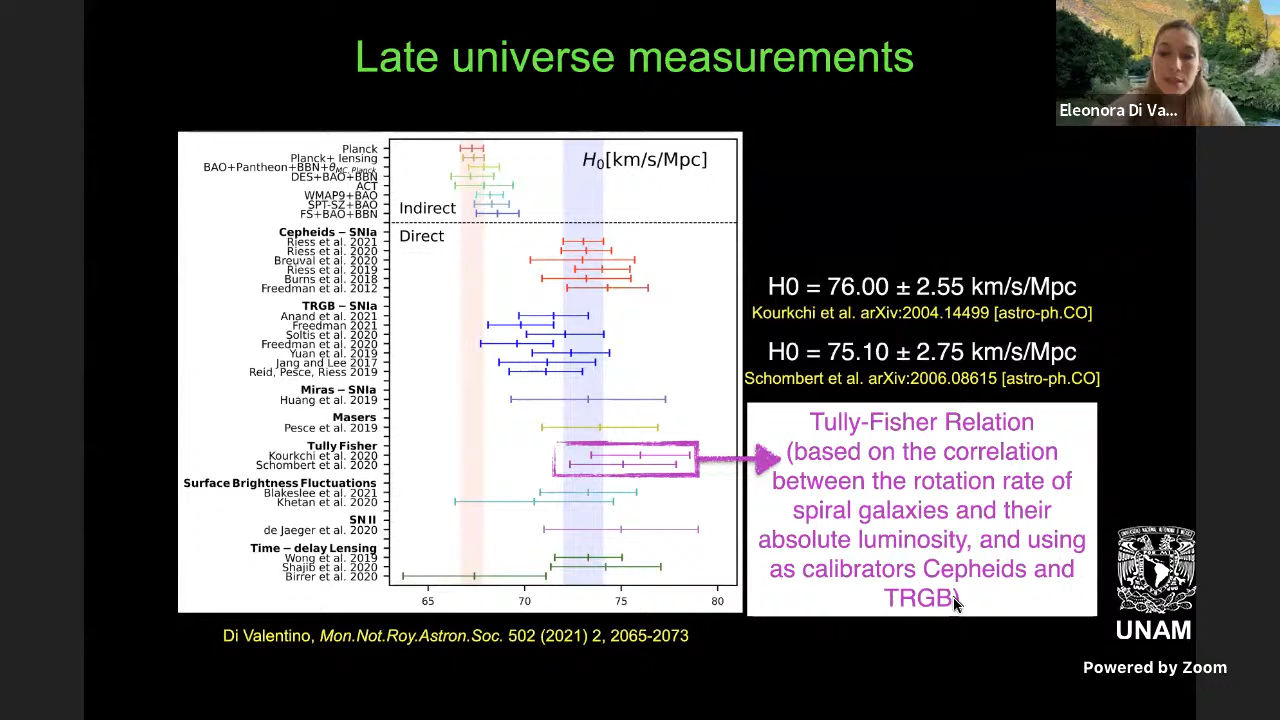 Late universe measurements
Eleonora Di Va...
H0[km/s/Mpc]
Planck
Planck+ lensing
BAO+Pantheon+BBN+θMC, Planck
DES+BAO+BBN
ACT
WMAP9+BAO
SPT-SZ+BAO
FS+BAO+BBN
Indirect
Direct
Cepheids – SNIa
Riess et al. 2021
Riess et al. 2020
Breuval et al. 2020
Riess et al. 2019
Burns et al. 2018
Freedman et al. 2012
TRGB – SNIa
Anand et al. 2021
Freedman 2021
Soltis et al. 2020
Freedman et al. 2020
Yuan et al. 2019
Jang and Lee 2017
Reid, Pesce, Riess 2019
Miras – SNIa
Huang et al. 2019
Masers
Pesce et al. 2019
Tully Fisher
Kourkchi et al. 2020
Schombert et al. 2020
Surface Brightness Fluctuations
Blakeslee et al. 2021
Khetan et al. 2020
SN II
de Jaeger et al. 2020
Time – delay Lensing
Wong et al. 2019
Shajib et al. 2020
Birrer et al. 2020
65 70 75 80
H0 = 76.00 ± 2.55 km/s/Mpc
Kourkchi et al. arXiv:2004.14499 [astro-ph.CO]
H0 = 75.10 ± 2.75 km/s/Mpc
Schombert et al. arXiv:2006.08615 [astro-ph.CO]
Tully-Fisher Relation
(based on the correlation
between the rotation rate of
spiral galaxies and their
absolute luminosity, and using
as calibrators Cepheids and
TRGB)
Di Valentino, Mon.Not.Roy.Astron.Soc. 502 (2021) 2, 2065-2073
UNAM
Powered by Zoom